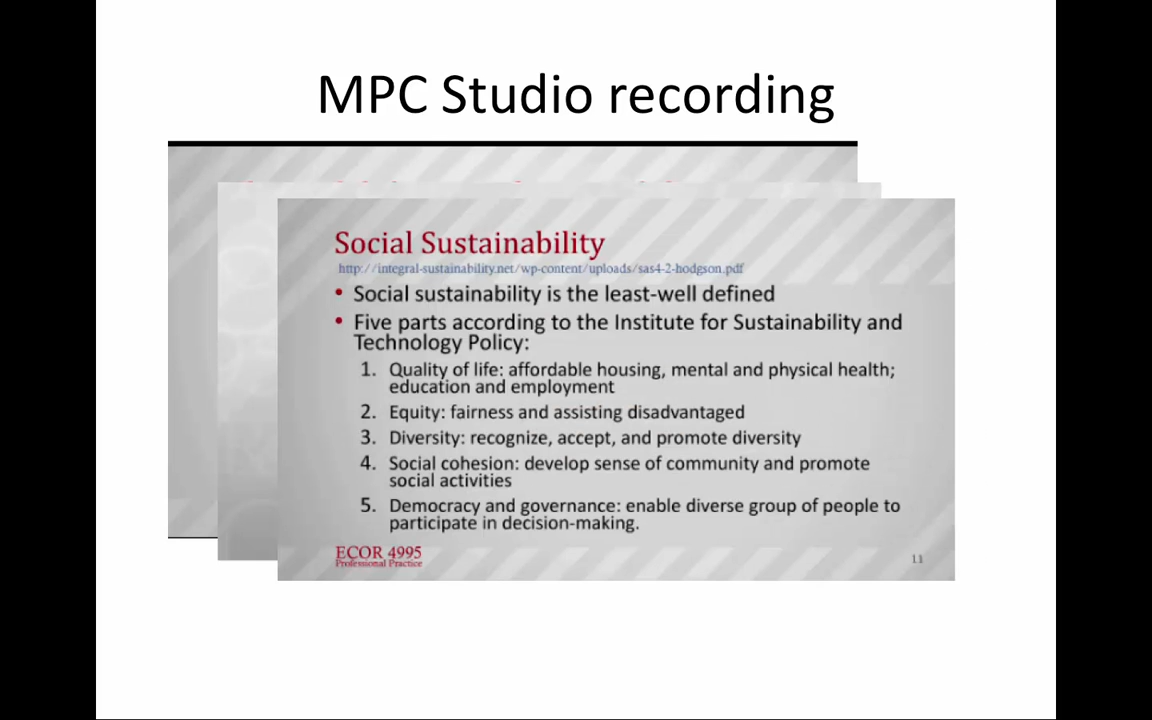 MPC Studio recording
Social Sustainability
http://integral-sustainability.net/wp-content/uploads/sas4-2-hodgson.pdf
• Social sustainability is the least-well defined
• Five parts according to the Institute for Sustainability and
Technology Policy:
1. Quality of life: affordable housing, mental and physical health;
education and employment
2. Equity: fairness and assisting disadvantaged
3. Diversity: recognize, accept, and promote diversity
4. Social cohesion: develop sense of community and promote
social activities
5. Democracy and governance: enable diverse group of people to
participate in decision-making.
ECOR 4995
Professional Practice
11